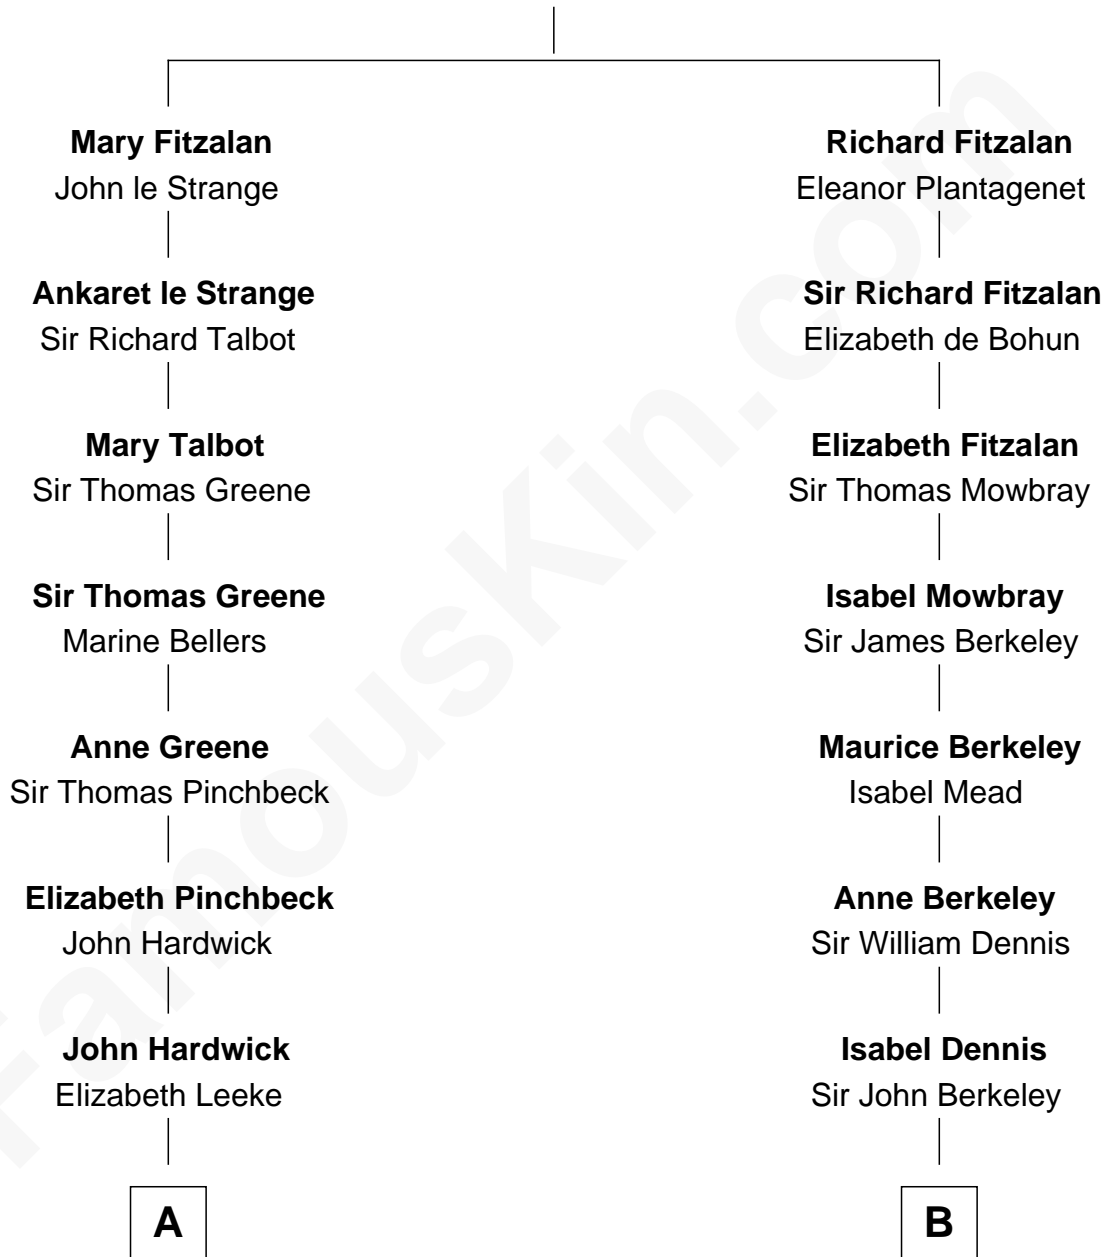 Mary Fitzalan
John le Strange
Ankaret le Strange
Sir Richard Talbot
Mary Talbot
Sir Thomas Greene
Sir Thomas Greene
Marine Bellers
Anne Greene
Sir Thomas Pinchbeck
Elizabeth Pinchbeck
John Hardwick
John Hardwick
Elizabeth Leeke
A
Richard Fitzalan
Eleanor Plantagenet
Sir Richard Fitzalan
Elizabeth de Bohun
Elizabeth Fitzalan
Sir Thomas Mowbray
Isabel Mowbray
Sir James Berkeley
Maurice Berkeley
Isabel Mead
Anne Berkeley
Sir William Dennis
Isabel Dennis
Sir John Berkeley
B
FamousKin.com